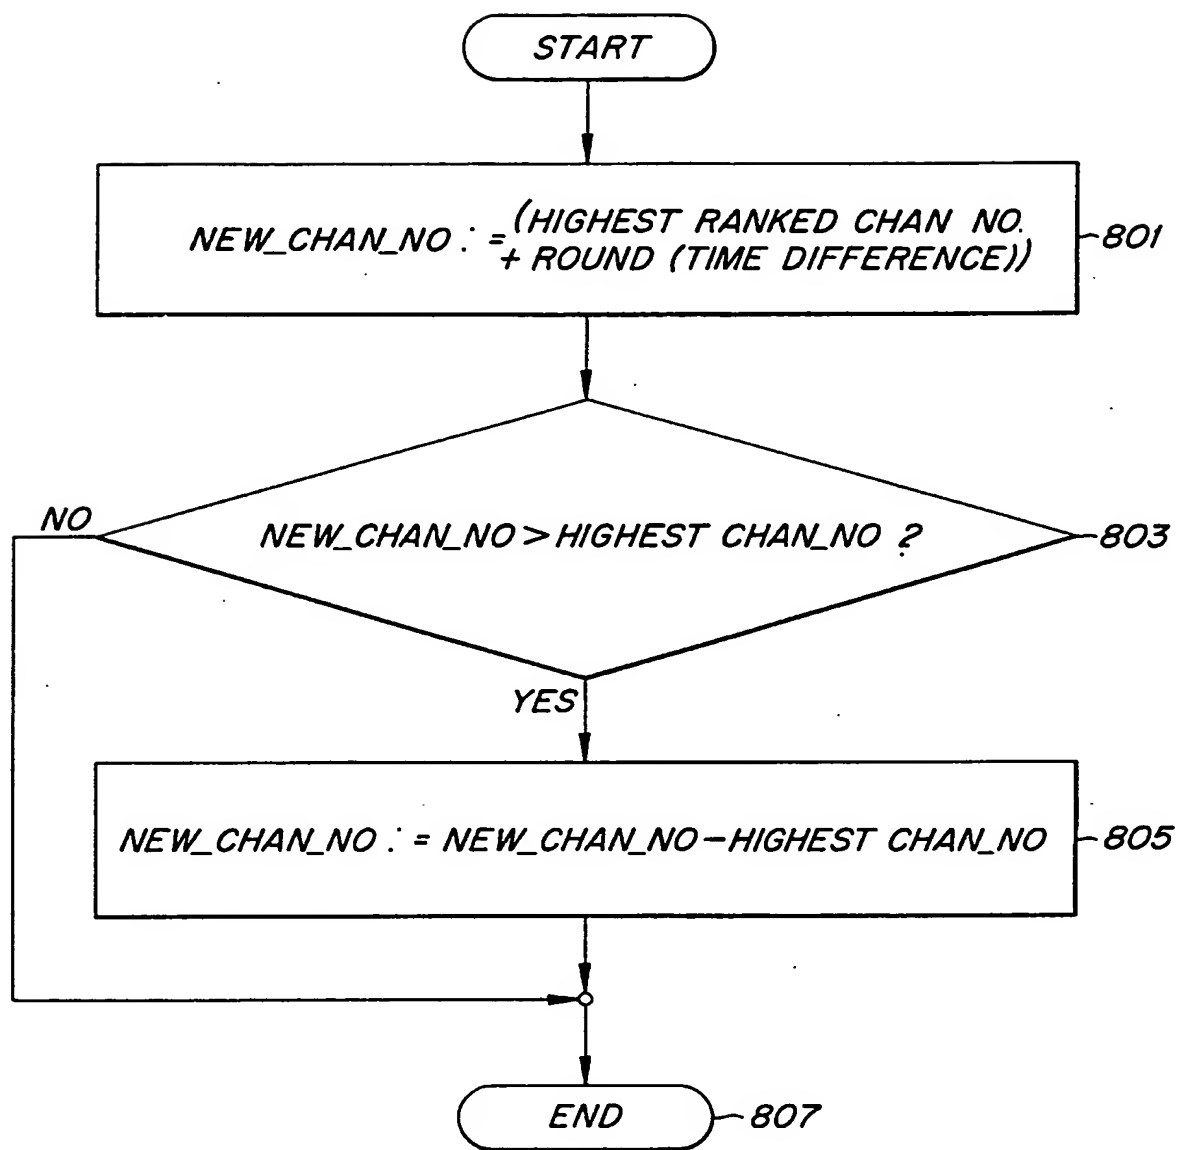 START
NEW_CHAN_NO := (HIGHEST RANKED CHAN NO.
+ ROUND (TIME DIFFERENCE))
801
NO
NEW_CHAN_NO > HIGHEST CHAN_NO ?
803
YES
NEW_CHAN_NO := NEW_CHAN_NO - HIGHEST CHAN_NO
805
END
807